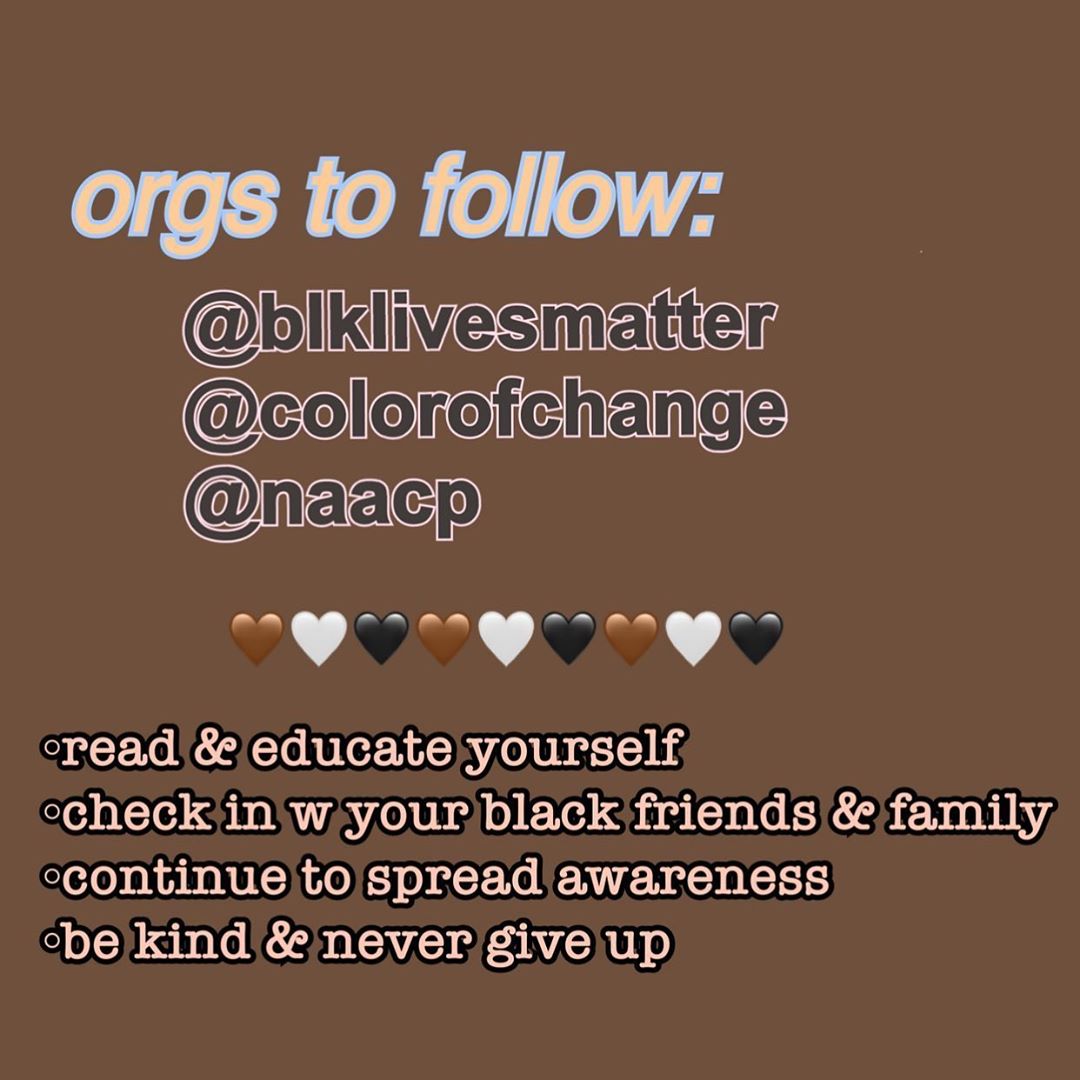 orgs to follow:
@blklivesmatter
@colorofchange
@naacp
🤎🤍🖤🤎🤍🖤🤎🤍🖤
◦read & educate yourself
◦check in w your black friends & family
◦continue to spread awareness
◦be kind & never give up